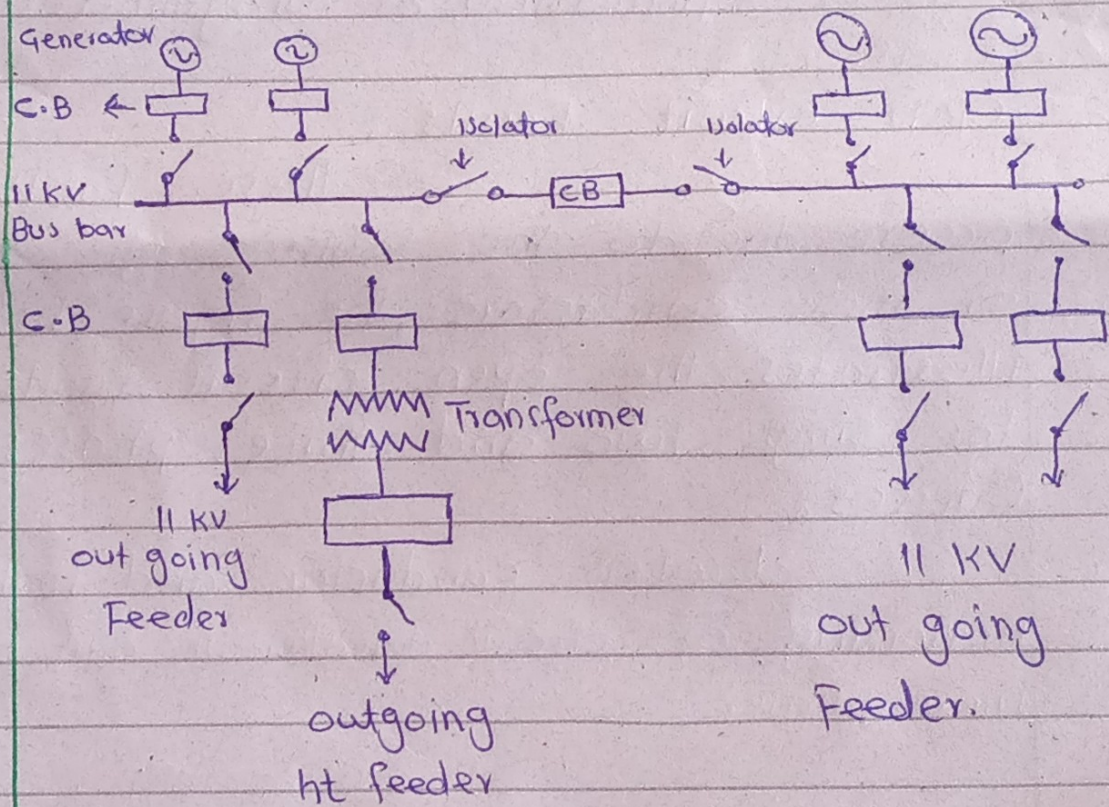 Generator
C.B
Isolator
Isolator
11 KV
Bus bar
CB
C.B
Transformer
11 KV
out going
Feeder
11 KV
out going
Feeder.
outgoing
ht feeder